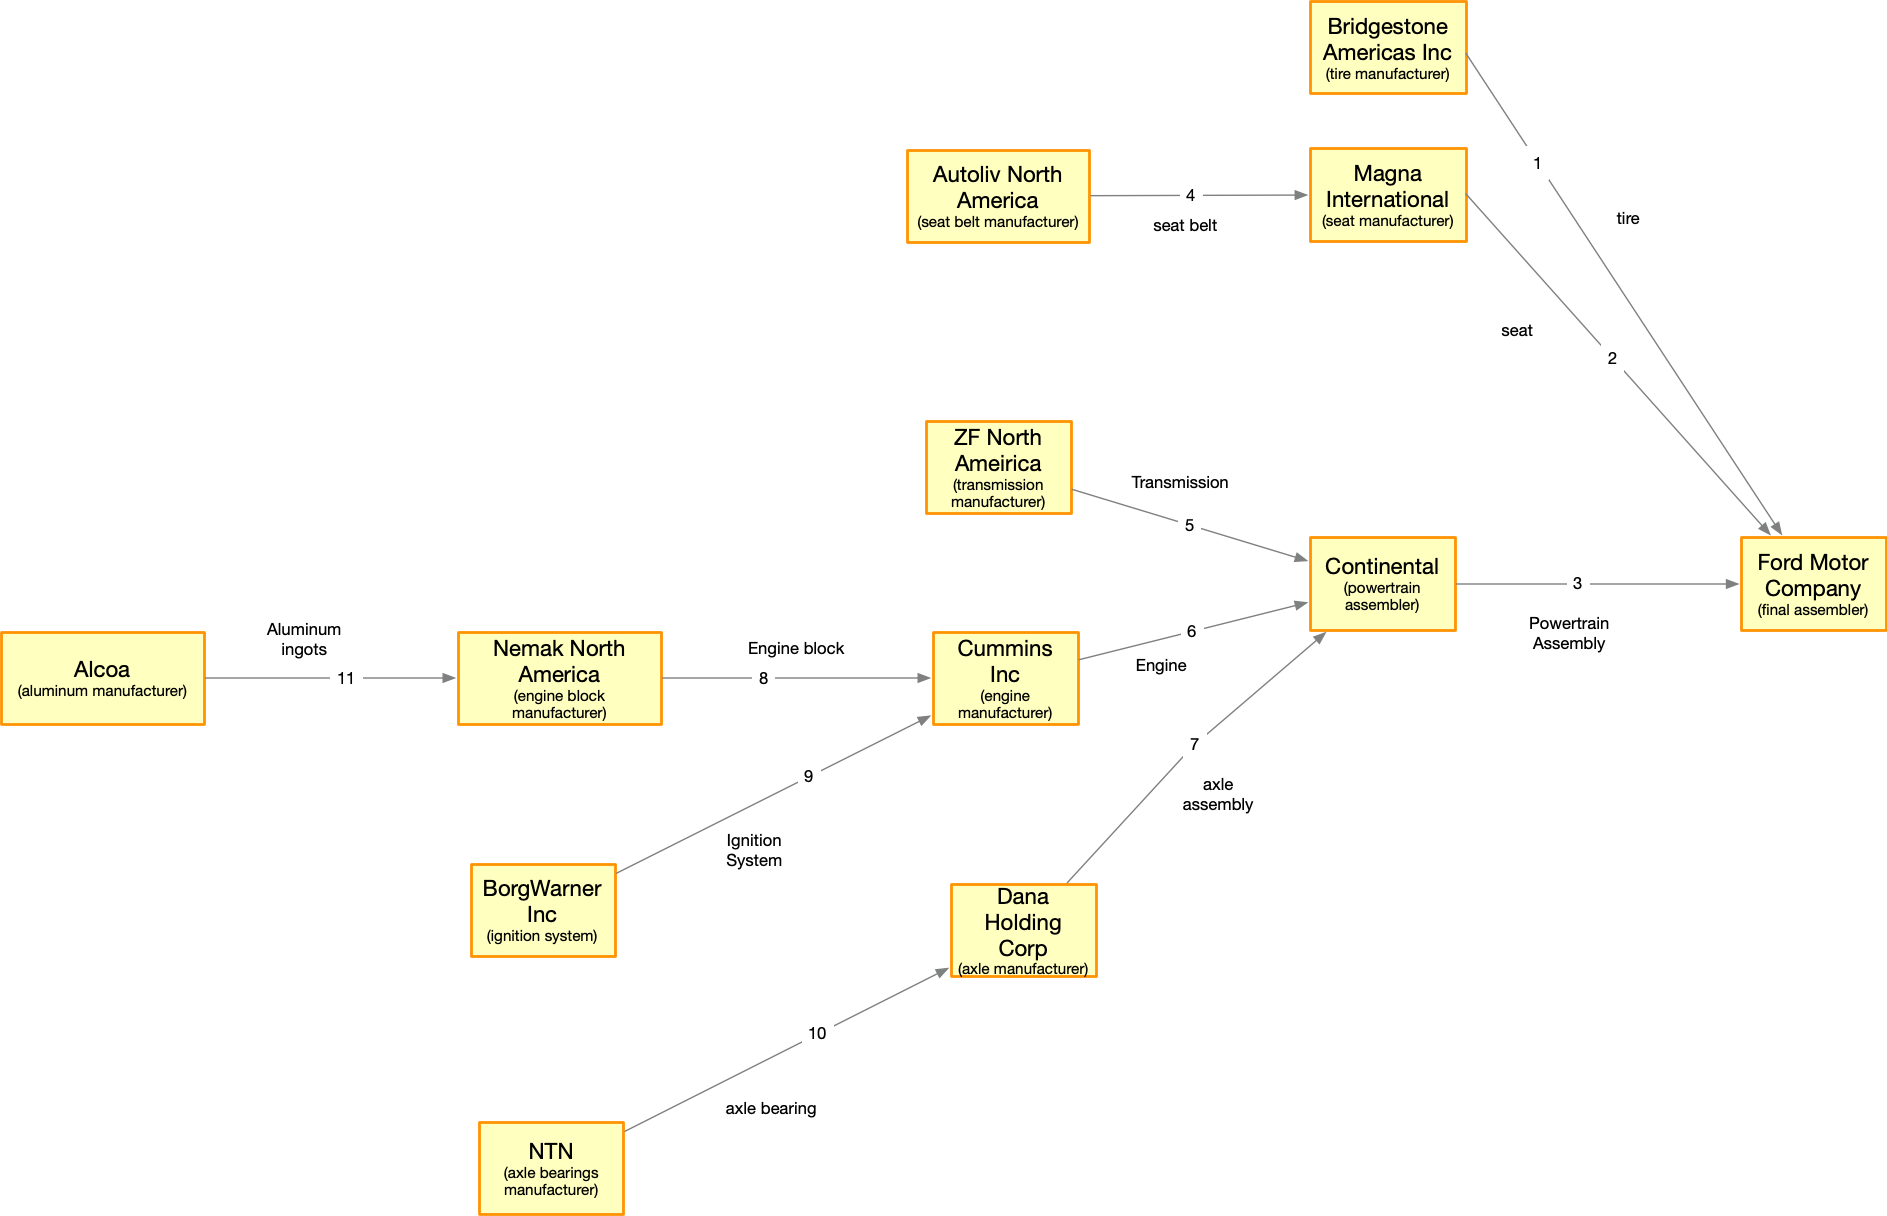 Bridgestone
Americas Inc
(tire manufacturer)
1
tire
Autoliv North
America
(seat belt manufacturer)
4
seat belt
Magna
International
(seat manufacturer)
seat
2
ZF North
Ameirica
(transmission
manufacturer)
Transmission
5
Continental
(powertrain
assembler)
3
Powertrain
Assembly
Ford Motor
Company
(final assembler)
Alcoa
(aluminum manufacturer)
Aluminum
ingots
11
Nemak North
America
(engine block
manufacturer)
Engine block
8
Cummins
Inc
(engine
manufacturer)
6
Engine
7
axle
assembly
9
Ignition
System
BorgWarner
Inc
(ignition system)
Dana
Holding
Corp
(axle manufacturer)
10
axle bearing
NTN
(axle bearings
manufacturer)